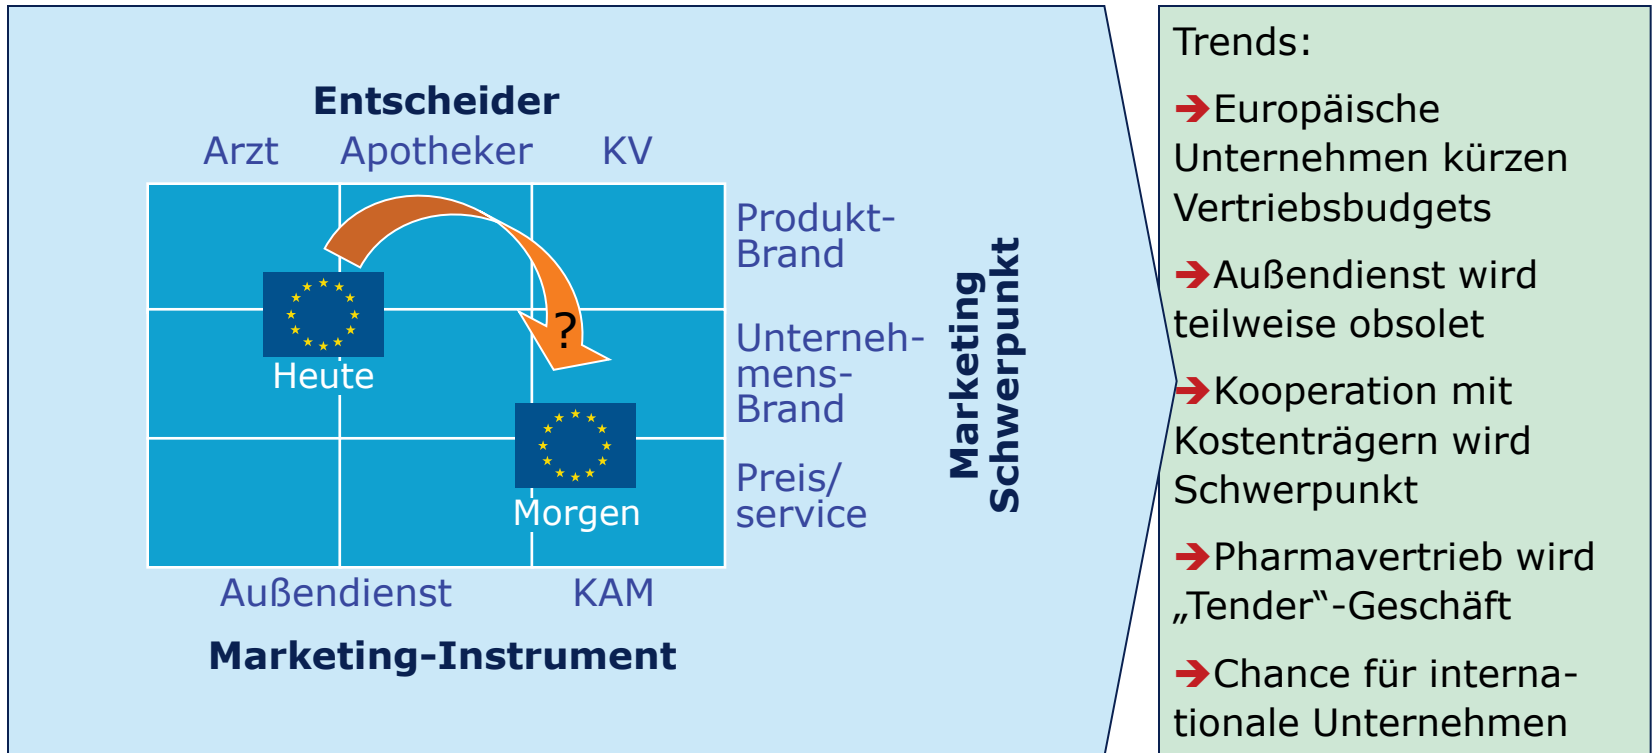 Entscheider
Arzt Apotheker KV
Produkt-
Brand
Unterneh-
mens-
Brand
Preis/
service
Marketing
Schwerpunkt
?
Heute
Morgen
Außendienst KAM
Marketing-Instrument
Trends:
➔Europäische
Unternehmen kürzen
Vertriebsbudgets
➔Außendienst wird
teilweise obsolet
➔Kooperation mit
Kostenträgern wird
Schwerpunkt
➔Pharmavertrieb wird
„Tender“-Geschäft
➔Chance für interna-
tionale Unternehmen